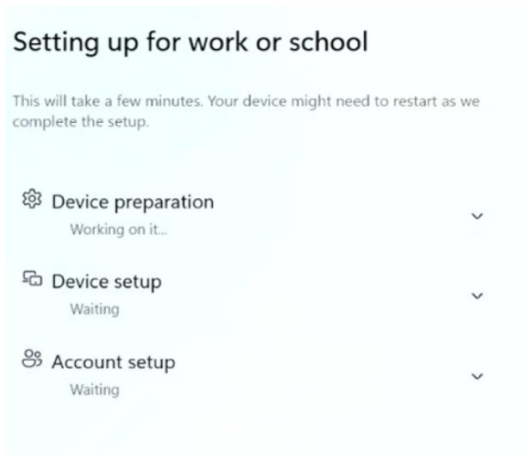 Setting up for work or school
This will take a few minutes. Your device might need to restart as we
complete the setup.
Device preparation
Working on it...
Device setup
Waiting
Account setup
Waiting